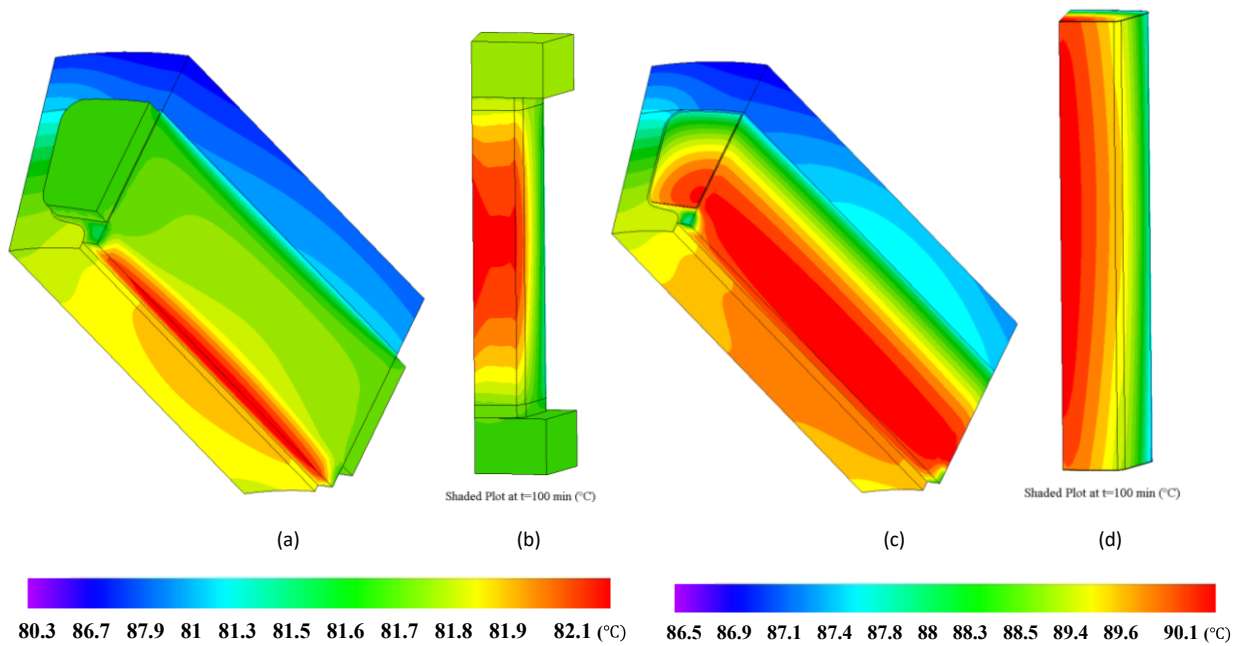 Shaded Plot at t=100 min (°C)
Shaded Plot at t=100 min (°C)
(a) (b) (c) (d)
80.3 86.7 87.9 81 81.3 81.5 81.6 81.7 81.8 81.9 82.1 (℃)
86.5 86.9 87.1 87.4 87.8 88 88.3 88.5 89.4 89.6 90.1 (℃)